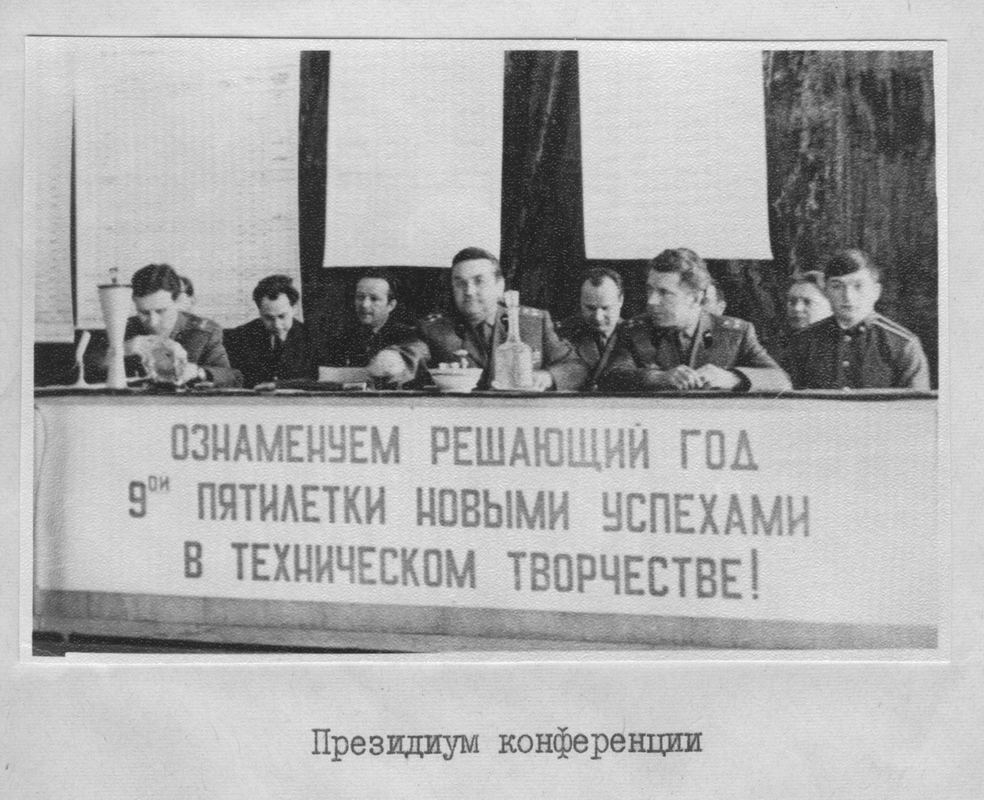 ОЗНАМЕНУЕМ РЕШАЮЩИЙ ГОД
9ОЙ ПЯТИЛЕТКИ НОВЫМИ УСПЕХАМИ
В ТЕХНИЧЕСКОМ ТВОРЧЕСТВЕ!
Президиум конференции